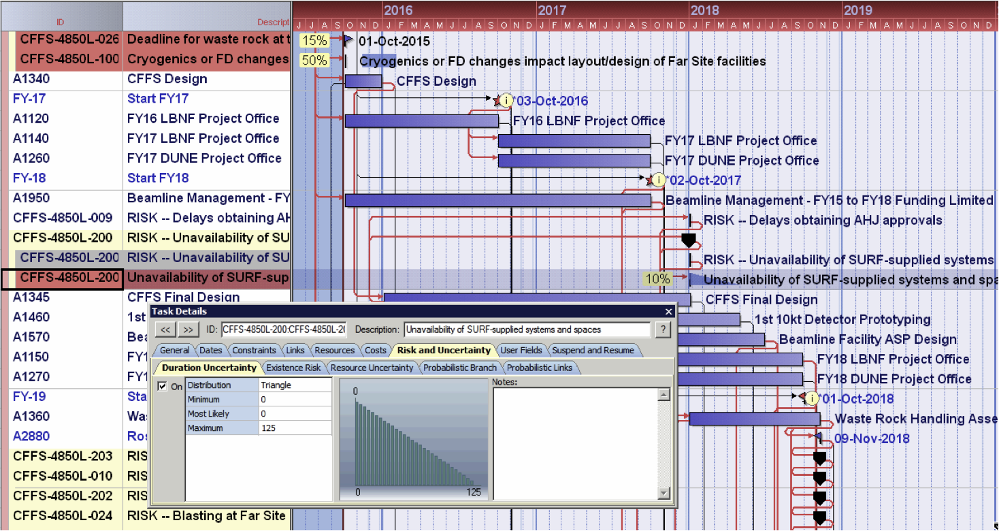 2016 2017 2018 2019
ID Descript J J A S O N D J F M A M J J A S O N D J F M A M J J A S O N D J F M A M J J A S O N D J F M A M J J A S O N D
CFFS-4850L-026 Deadline for waste rock at t 15% 01-Oct-2015
CFFS-4850L-100 Cryogenics or FD changes 50% Cryogenics or FD changes impact layout/design of Far Site facilities
A1340 CFFS Design CFFS Design
FY-17 Start FY17 i *03-Oct-2016
A1120 FY16 LBNF Project Office FY16 LBNF Project Office
A1140 FY17 LBNF Project Office FY17 LBNF Project Office
A1260 FY17 DUNE Project Office FY17 DUNE Project Office
FY-18 Start FY18 i *02-Oct-2017
A1950 Beamline Management - FY Beamline Management - FY15 to FY18 Funding Limited
CFFS-4850L-009 RISK -- Delays obtaining AH RISK -- Delays obtaining AHJ approvals
CFFS-4850L-200 RISK -- Unavailability of SU
CFFS-4850L-200 RISK -- Unavailability of SU RISK -- Unavailability of SURF-supplied systems
CFFS-4850L-200 Unavailability of SURF-sup 10% Unavailability of SURF-supplied systems and spa
A1345 CFFS Final Design CFFS Final Design
A1460 1st 1st 10kt Detector Prototyping
A1570 Bea Beamline Facility ASP Design
A1150 FY1 FY18 LBNF Project Office
A1270 FY1 FY18 DUNE Project Office
FY-19 Sta i *01-Oct-2018
A1360 Was Waste Rock Handling Asse
A2880 Ros 09-Nov-2018
CFFS-4850L-203 RIS
CFFS-4850L-010 RIS
CFFS-4850L-202 RIS
CFFS-4850L-024 RISK -- Blasting at Far Site
Task Details
<< >> ID: CFFS-4850L-200:CFFS-4850L-2( Description: Unavailability of SURF-supplied systems and spaces ?
General Dates Constraints Links Resources Costs Risk and Uncertainty User Fields Suspend and Resume
Duration Uncertainty Existence Risk Resource Uncertainty Probabilistic Branch Probabilistic Links
On Distribution Triangle
Minimum 0
Most Likely 0
Maximum 125
0
0 125
Notes: